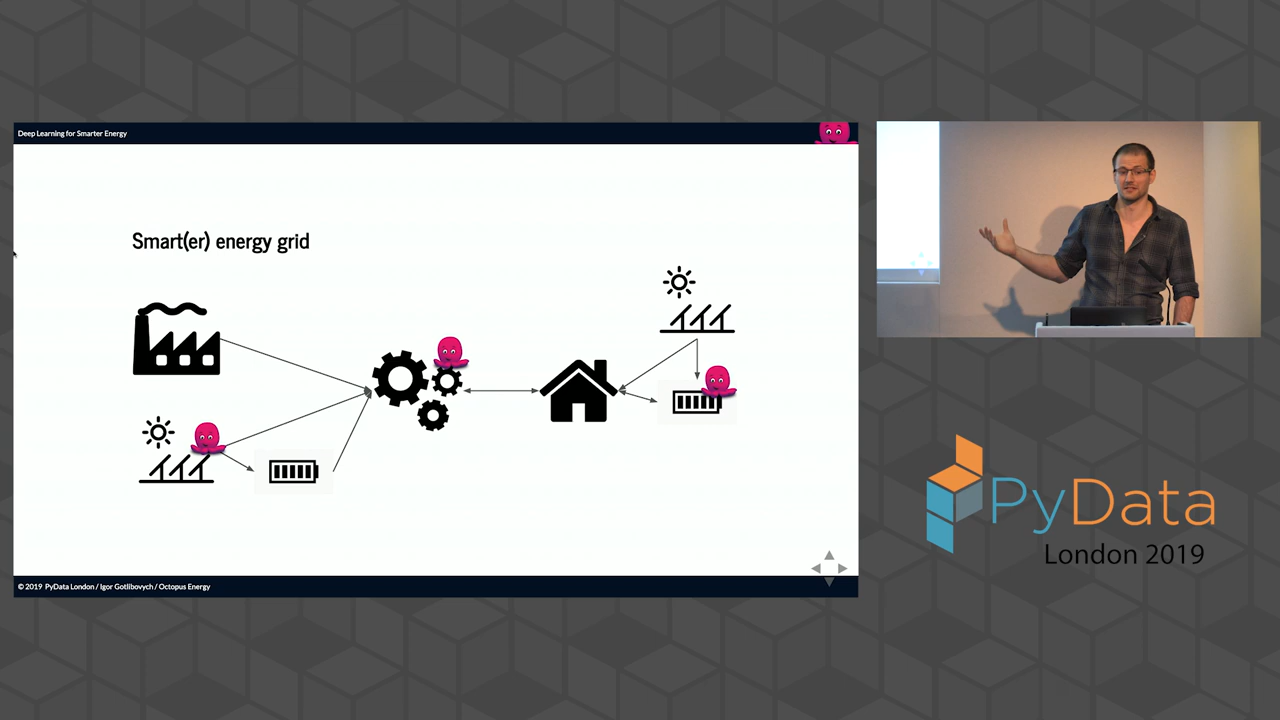 Deep Learning for Smarter Energy
Smart(er) energy grid
© 2019 PyData London / Igor Gotlibovych / Octopus Energy
PyData
London 2019